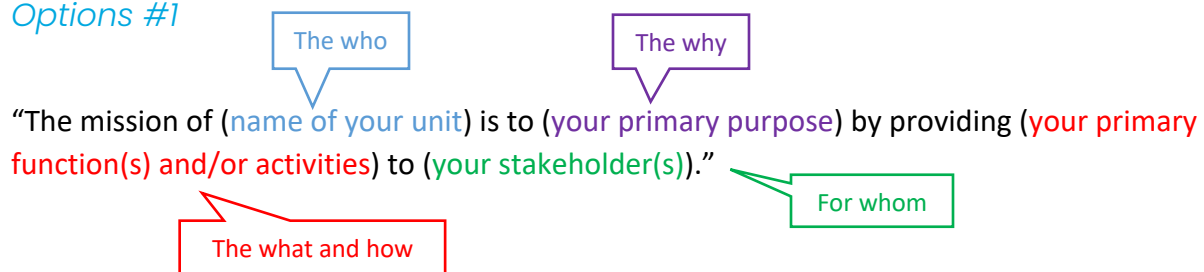 Options #1
The who
The why
“The mission of (name of your unit) is to (your primary purpose) by providing (your primary
function(s) and/or activities) to (your stakeholder(s)).”
For whom
The what and how